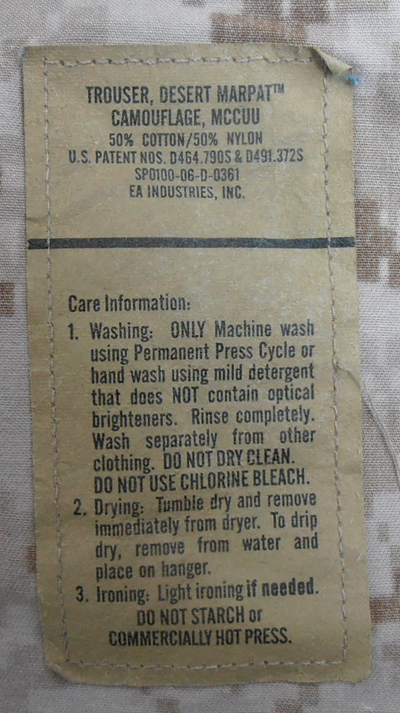 TROUSER, DESERT MARPAT™
CAMOUFLAGE, MCCUU
50% COTTON/50% NYLON
U.S. PATENT NOS. D464.790S & D491.372S
SPO100-06-D-0361
EA INDUSTRIES, INC.
Care Information:
1. Washing: ONLY Machine wash
using Permanent Press Cycle or
hand wash using mild detergent
that does NOT contain optical
brighteners. Rinse completely.
Wash separately from other
clothing. DO NOT DRY CLEAN.
DO NOT USE CHLORINE BLEACH.
2. Drying: Tumble dry and remove
immediately from dryer. To drip
dry, remove from water and
place on hanger.
3. Ironing: Light ironing if needed.
DO NOT STARCH or
COMMERCIALLY HOT PRESS.